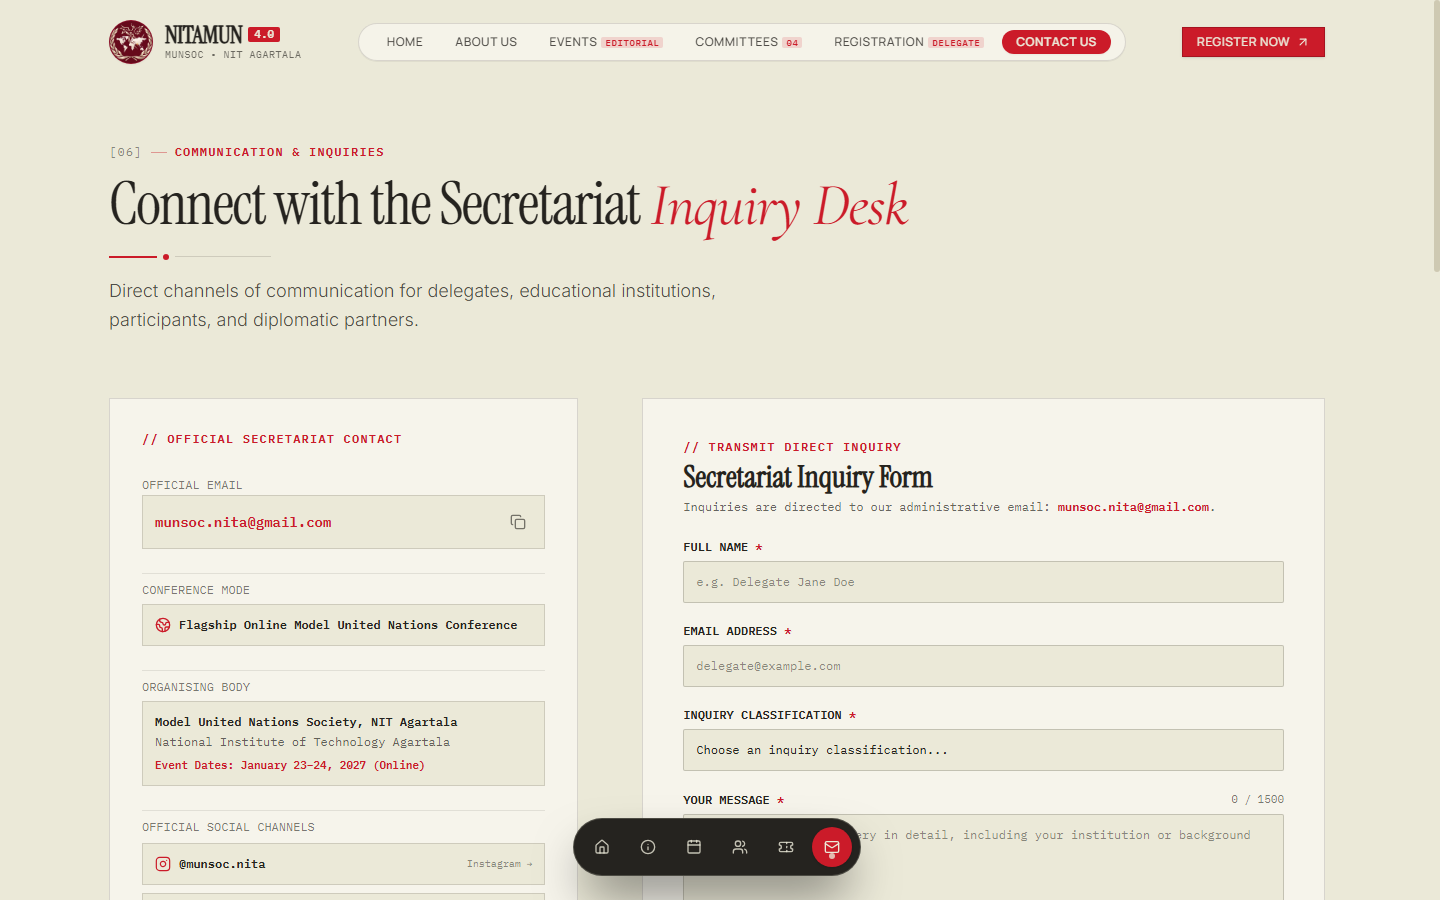 NITAMUN 4.0
MUNSOC • NIT AGARTALA
HOME
ABOUT US
EVENTS EDITORIAL
COMMITTEES 04
REGISTRATION DELEGATE
CONTACT US
REGISTER NOW
[06] — COMMUNICATION & INQUIRIES
Connect with the Secretariat Inquiry Desk
Direct channels of communication for delegates, educational institutions,
participants, and diplomatic partners.
// OFFICIAL SECRETARIAT CONTACT
OFFICIAL EMAIL
munsoc.nita@gmail.com
CONFERENCE MODE
Flagship Online Model United Nations Conference
ORGANISING BODY
Model United Nations Society, NIT Agartala
National Institute of Technology Agartala
Event Dates: January 23–24, 2027 (Online)
OFFICIAL SOCIAL CHANNELS
@munsoc.nita
Instagram →
// TRANSMIT DIRECT INQUIRY
Secretariat Inquiry Form
Inquiries are directed to our administrative email: munsoc.nita@gmail.com.
FULL NAME *
e.g. Delegate Jane Doe
EMAIL ADDRESS *
delegate@example.com
INQUIRY CLASSIFICATION *
Choose an inquiry classification...
YOUR MESSAGE *
0 / 1500
in detail, including your institution or background